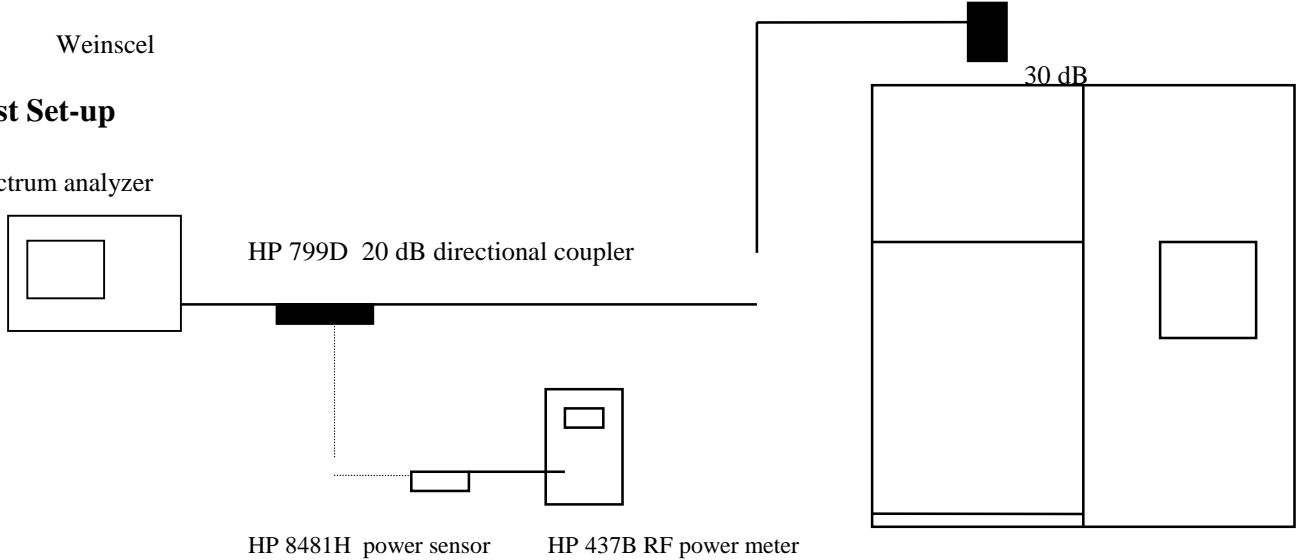 Weinscel
30 dB
st Set-up
ctrum analyzer
HP 799D 20 dB directional coupler
HP 8481H power sensor HP 437B RF power meter